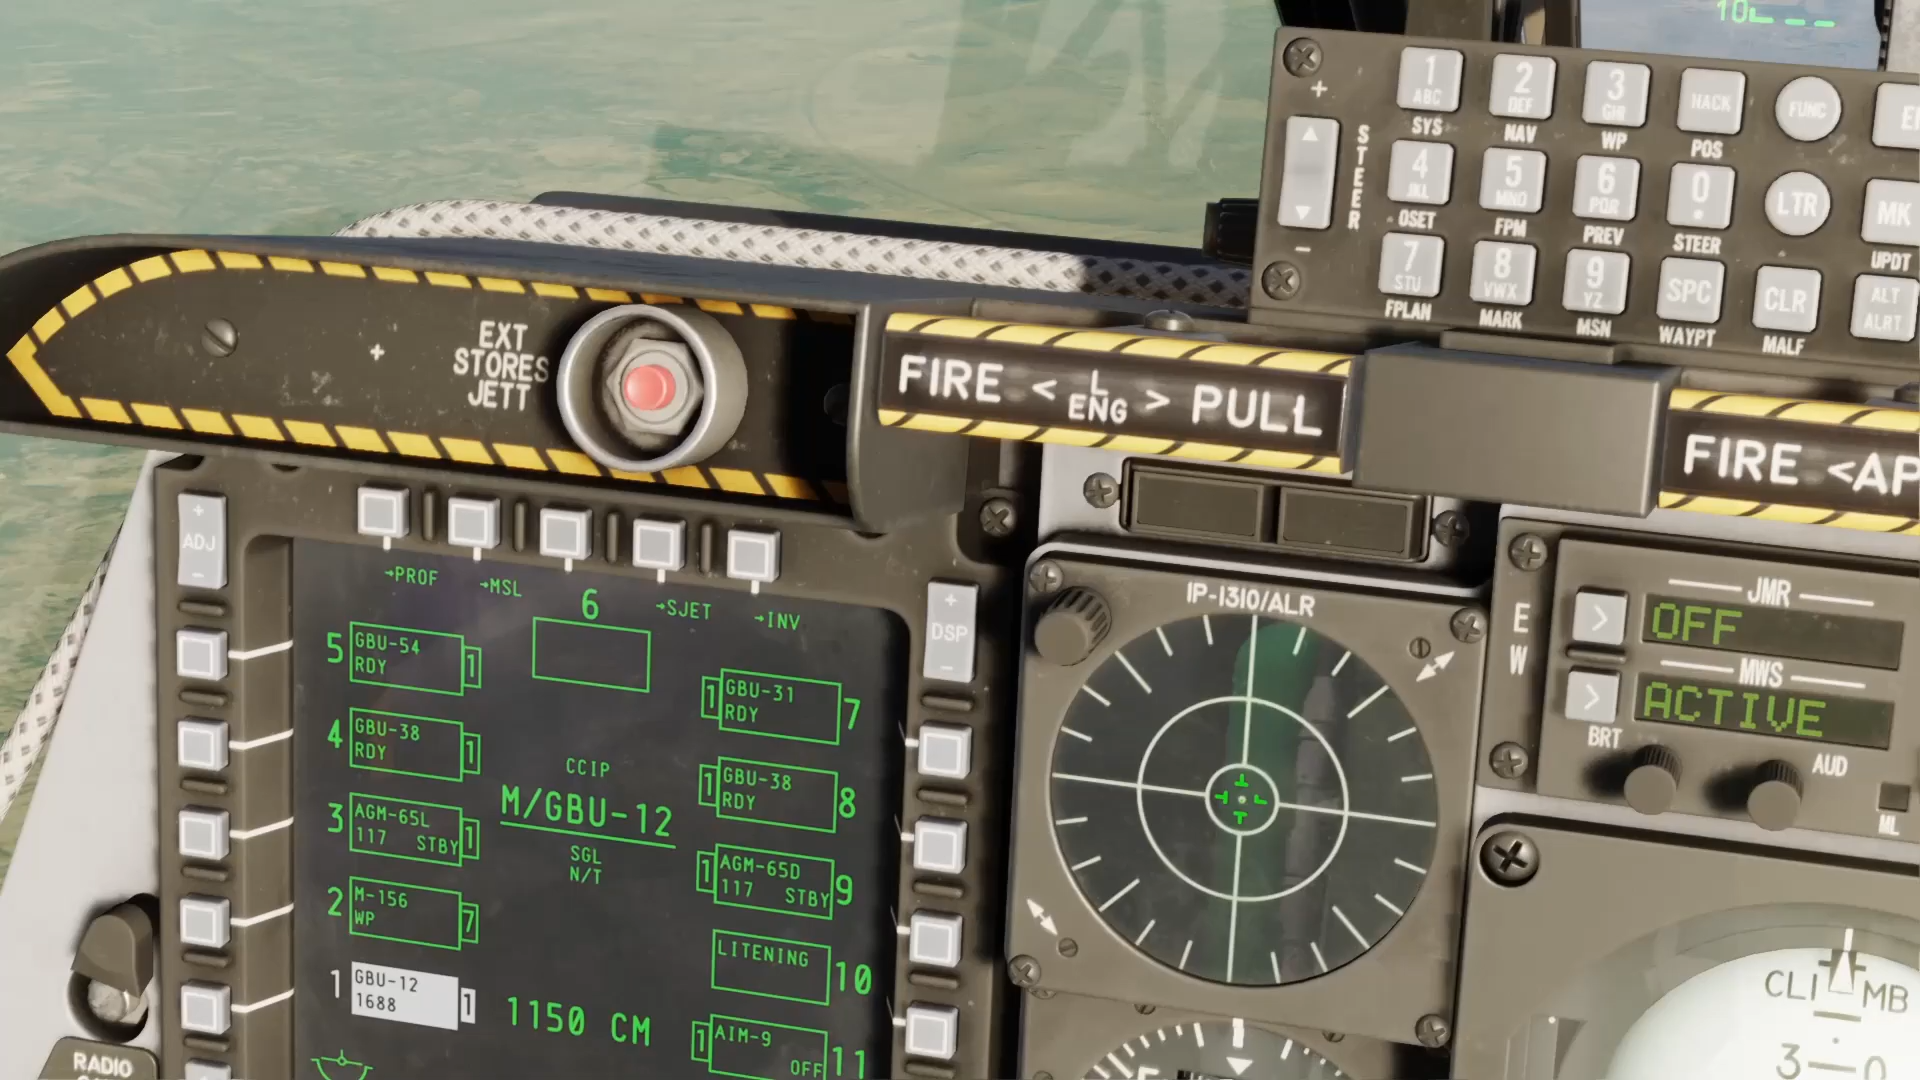 10
1
ABC
2
DEF
3
GHI
HACK
FUNC
SYS
NAV
WP
POS
4
JKL
5
MNO
6
PQR
0
LTR
MK
OSET
FPM
PREV
STEER
UPDT
7
STU
8
VWX
9
YZ
SPC
CLR
ALT
ALRT
FPLAN
MARK
MSN
WAYPT
MALF
+
STEER
-
EXT
STORES
JETT
FIRE < L ENG > PULL
FIRE <AP
+
ADJ
-
+
DSP
-
→PROF
→MSL
→SJET
→INV
6
5
GBU-54
RDY
1
4
GBU-38
RDY
1
3
AGM-65L
117 STBY
1
2
M-156
WP
7
1
GBU-12
1688
1
CCIP
M/GBU-12
SGL
N/T
1150 CM
1
GBU-31
RDY
7
1
GBU-38
RDY
8
1
AGM-65D
117 STBY
9
LITENING
10
1
AIM-9
OFF
11
IP-1310/ALR
EW
JMR
OFF
MWS
ACTIVE
BRT
AUD
ML
CLIMB
3
0
RADIO